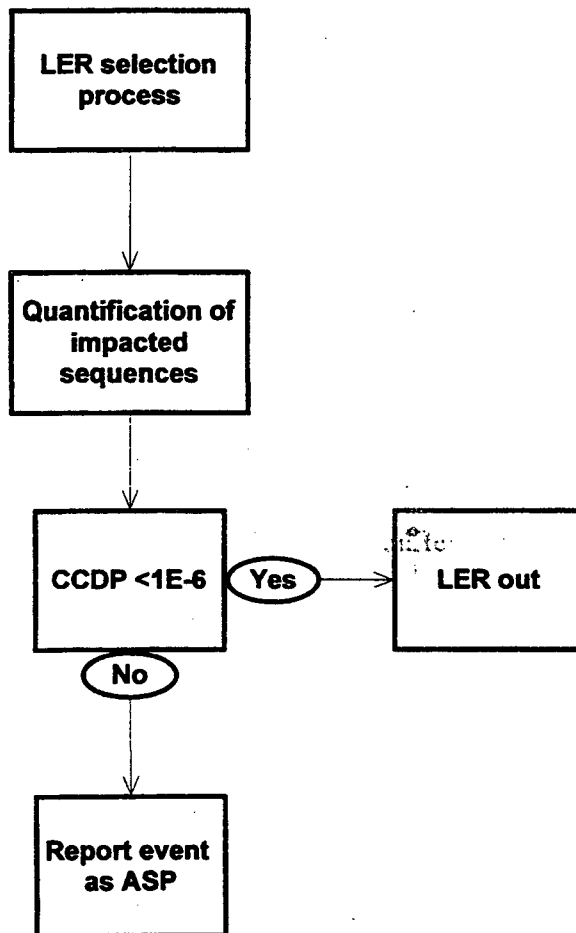 LER selection
process
Quantification of
impacted
sequences
CCDP <1E-6
Yes
LER out
No
Report event
as ASP